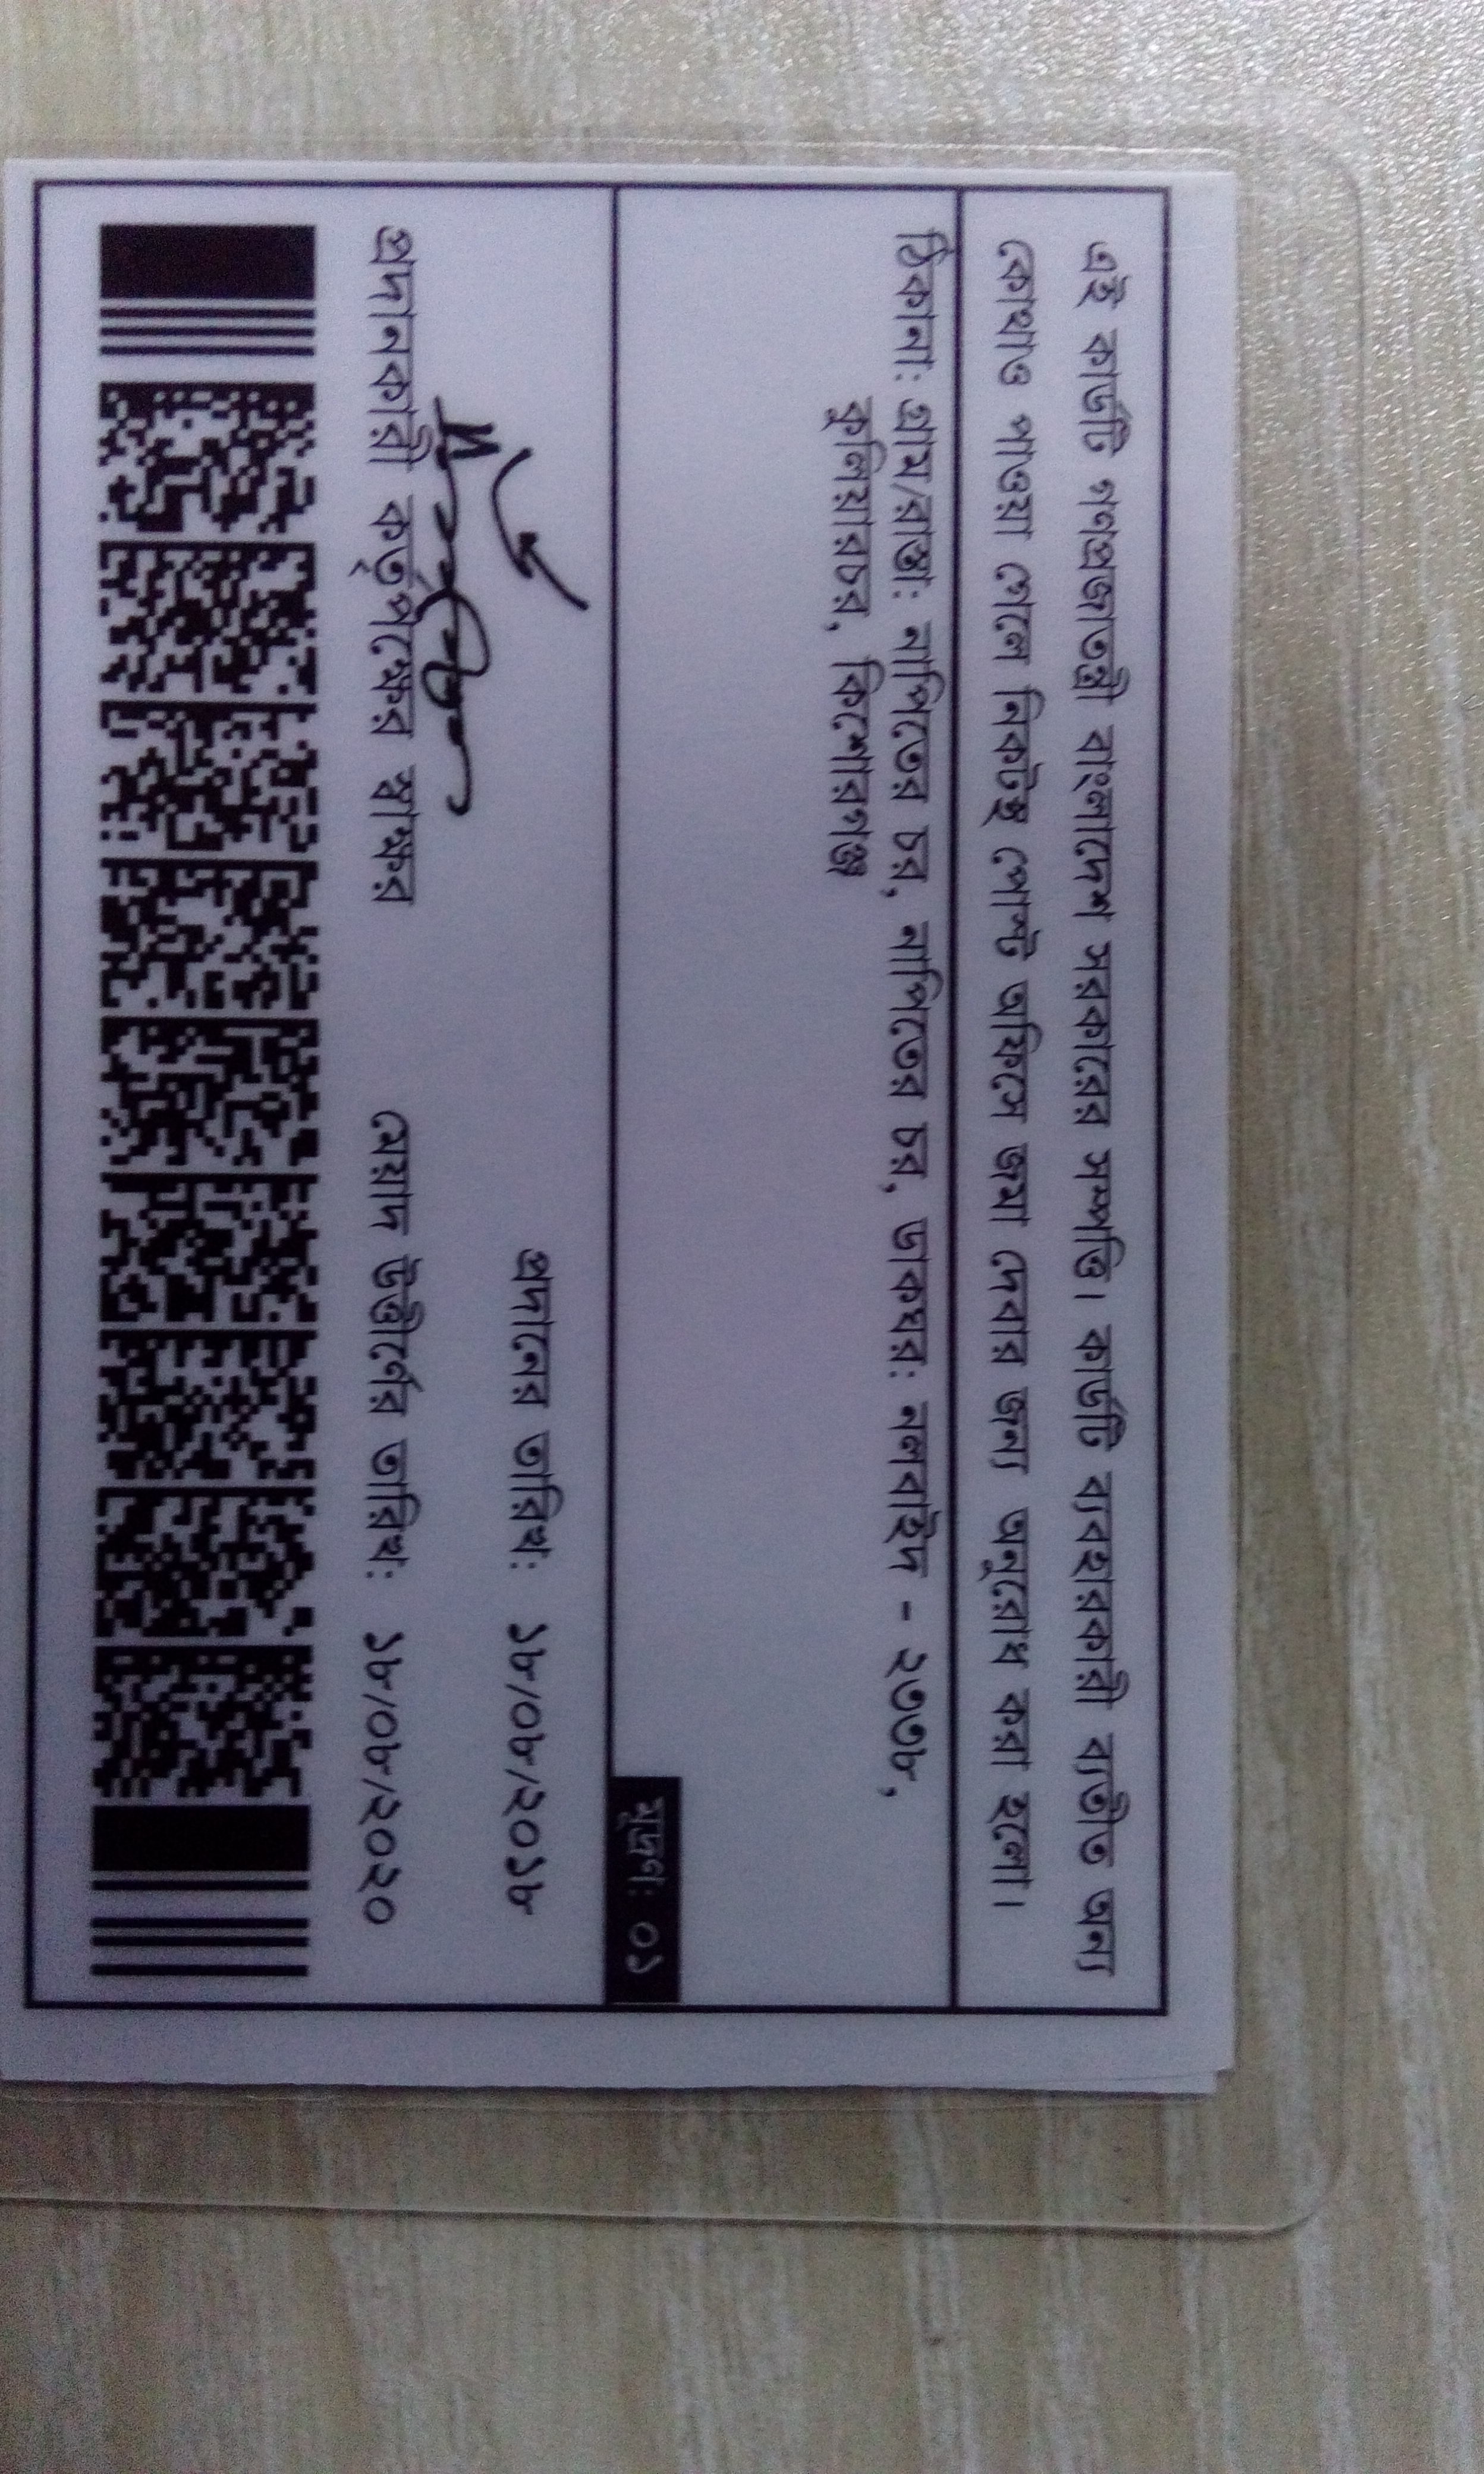 এই কার্ডটি গণপ্রজাতন্ত্রী বাংলাদেশ সরকারের সম্পত্তি। কার্ডটি ব্যবহারকারী ব্যতীত অন্য
কোথাও পাওয়া গেলে নিকটস্থ পোস্ট অফিসে জমা দেবার জন্য অনুরোধ করা হলো।
ঠিকানা: গ্রাম/রাস্তা: নাপিতের চর, নাপিতের চর, ডাকঘর: নলবাইদ - ২৩৩৮,
কুলিয়ারচর, কিশোরগঞ্জ
মুদ্রণ: ০১
প্রদানের তারিখ: ১৮/০৮/২০১৮
প্রদানকারী কর্তৃপক্ষের স্বাক্ষর
মেয়াদ উত্তীর্ণের তারিখ: ১৮/০৮/২০২০